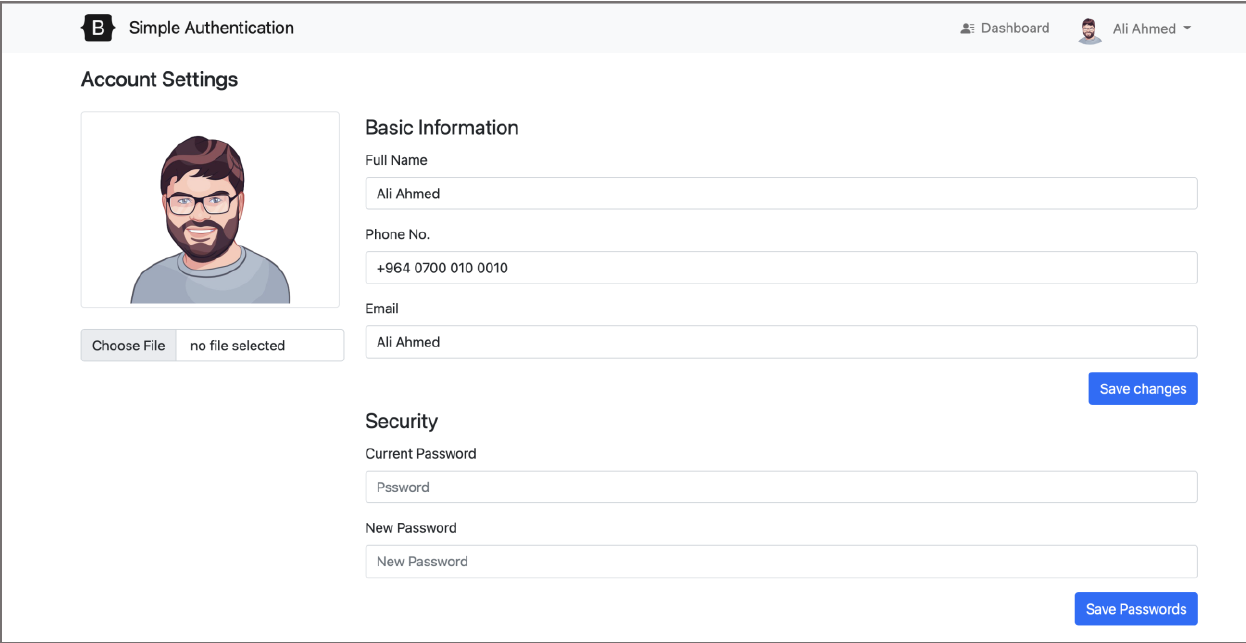 B Simple Authentication Dashboard Ali Ahmed
Account Settings
Basic Information
Full Name
Ali Ahmed
Phone No.
+964 0700 010 0010
Email
Ali Ahmed
Choose File no file selected
Save changes
Security
Current Password
Pssword
New Password
New Password
Save Passwords